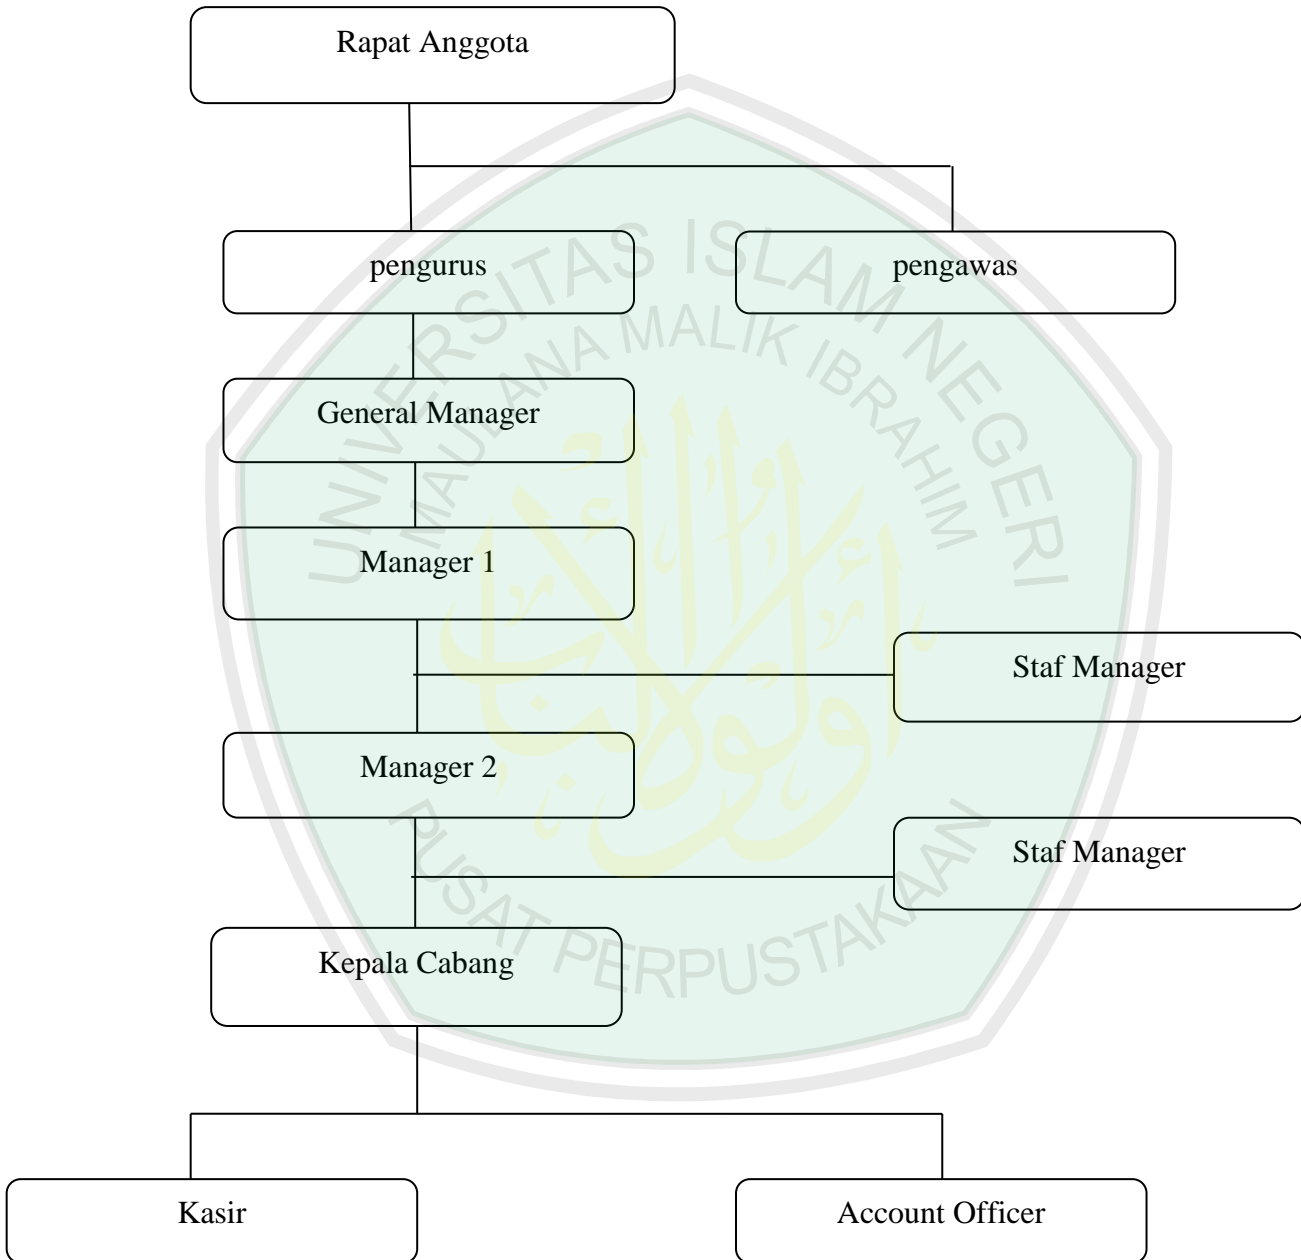 Rapat Anggota
pengurus
pengawas
General Manager
Manager 1
Staf Manager
Manager 2
Staf Manager
Kepala Cabang
Kasir
Account Officer
UNIVERSITAS ISLAM NEGERI
MAULANA MALIK IBRAHIM
PUSAT PERPUSTAKAAN